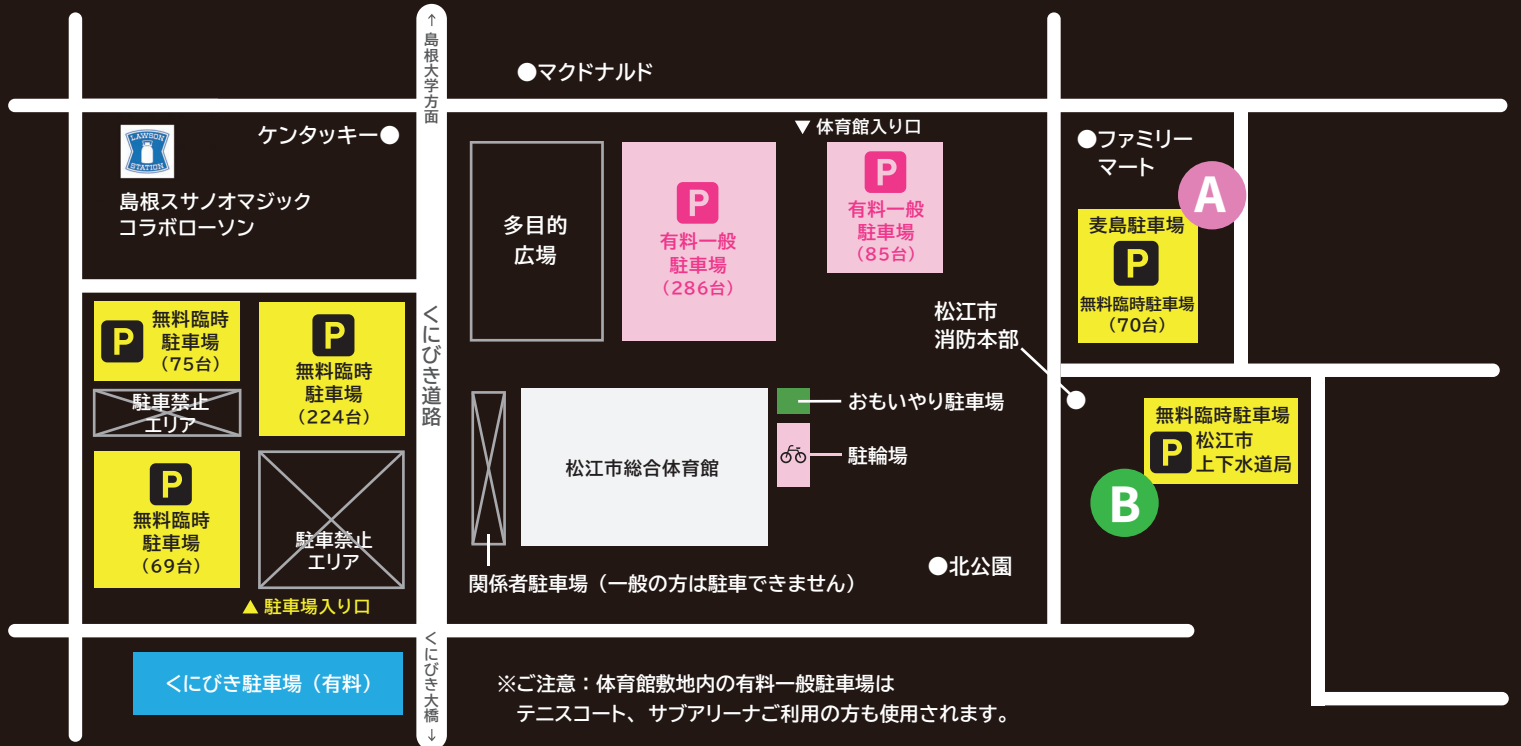 ↑島根大学方面
●マクドナルド
▼ 体育館入り口
LAWSON
STATION
ケンタッキー●
島根スサノオマジック
コラボローソン
多目的
広場
P
有料一般
駐車場
(286台)
P
有料一般
駐車場
(85台)
●ファミリー
マート
A
麦島駐車場
P
無料臨時駐車場
(70台)
松江市
消防本部
P
無料臨時
駐車場
(75台)
P
無料臨時
駐車場
(224台)
くにびき道路
駐車禁止
エリア
P
無料臨時
駐車場
(69台)
駐車禁止
エリア
▲ 駐車場入り口
松江市総合体育館
おもいやり駐車場
駐輪場
関係者駐車場（一般の方は駐車できません）
●北公園
無料臨時駐車場
P
松江市
上下水道局
B
くにびき駐車場（有料）
くにびき大橋↓
※ご注意：体育館敷地内の有料一般駐車場は
テニスコート、サブアリーナご利用の方も使用されます。